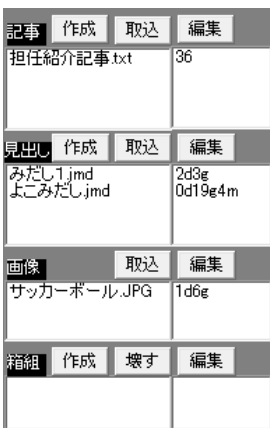 記事 作成 取込 編集
担任紹介記事.txt 36
見出し 作成 取込 編集
みだし1.jmd 2d3g
よこみだし.jmd 0d19g4m
画像 取込 編集
サッカーボール.JPG 1d6g
箱組 作成 壊す 編集